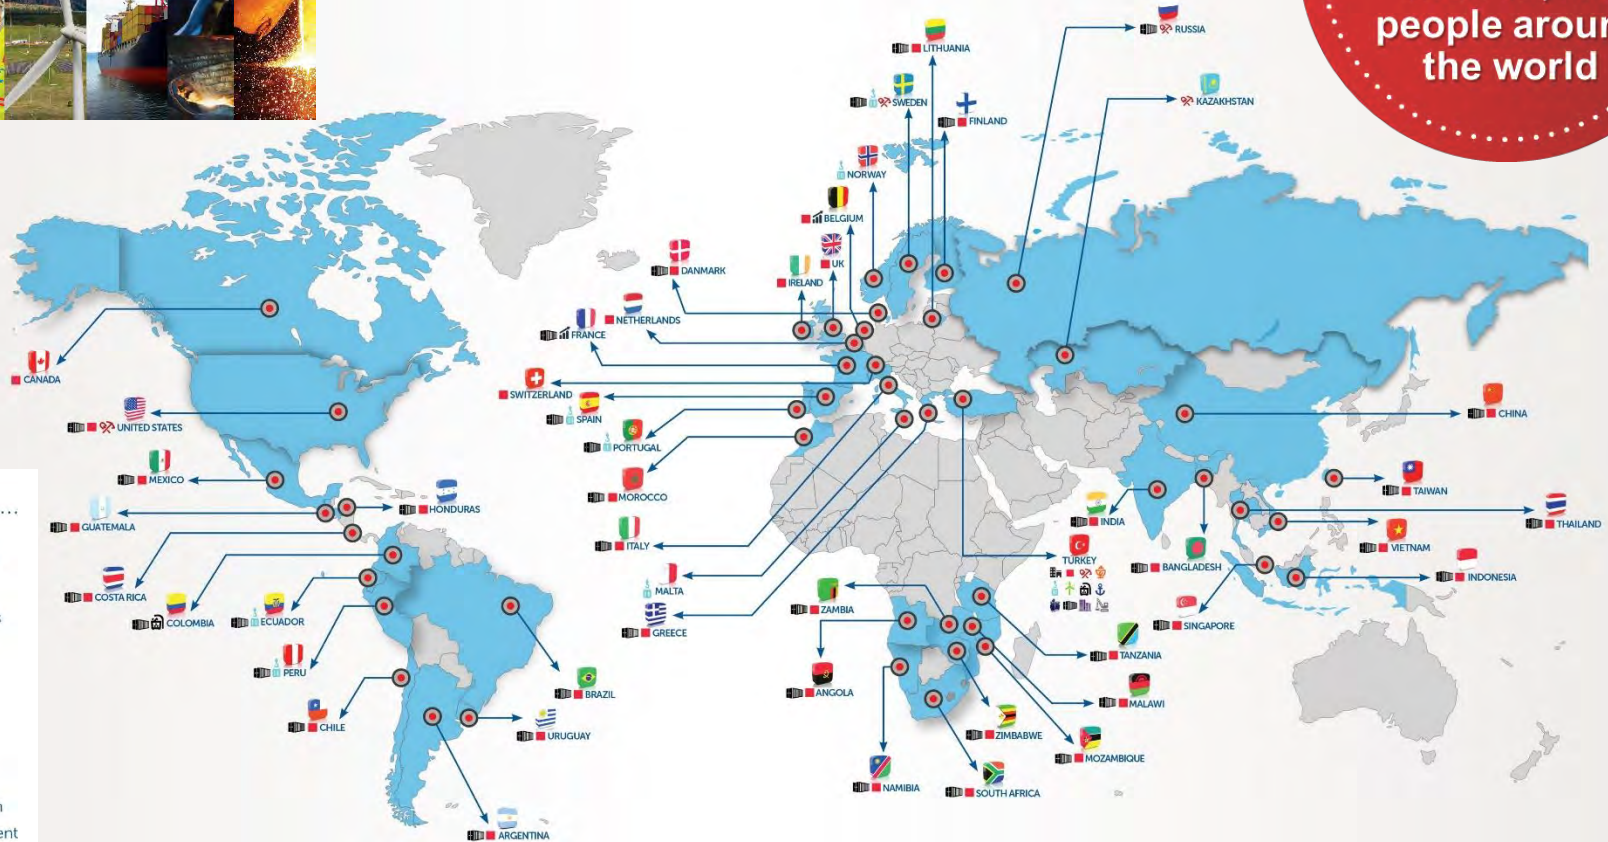 people aroun
the world
LITHUANIA
RUSSIA
SWEDEN
KAZAKHSTAN
FINLAND
NORWAY
BELGIUM
UK
DANMARK
IRELAND
NETHERLANDS
FRANCE
CANADA
SWITZERLAND
SPAIN
UNITED STATES
CHINA
PORTUGAL
MEXICO
MOROCCO
TAIWAN
...
HONDURAS
GUATEMALA
INDIA
THAILAND
ITALY
VIETNAM
TURKEY
BANGLADESH
INDONESIA
MALTA
COSTA RICA
ZAMBIA
s
COLOMBIA
ECUADOR
GREECE
SINGAPORE
TANZANIA
PERU
ANGOLA
BRAZIL
MALAWI
CHILE
URUGUAY
ZIMBABWE
MOZAMBIQUE
NAMIBIA
SOUTH AFRICA
n
ent
ARGENTINA